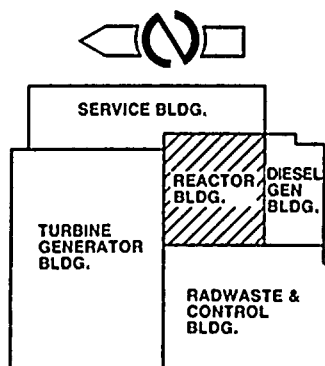 N
SERVICE BLDG.
REACTOR
BLDG.
DIESEL
GEN
BLDG.
TURBINE
GENERATOR
BLDG.
RADWASTE &
CONTROL
BLDG.